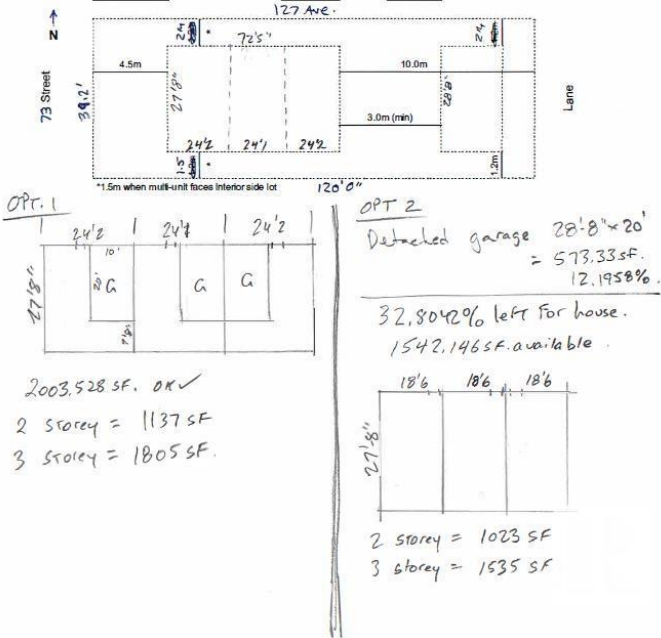 127 Ave.
N
2.4
2.4
72'5"
4.5m
10.0m
73 Street
39.2'
27'8"
28'8"
Lane
3.0m (min)
24'2 24'1 24'2
1.5
1.2m
*1.5m when multi-unit faces interior side lot
120'0"
OPT. 1
24'2 24'1 24'2
10'
27'8"
20'
G G G
7'8"
2003.528 SF. OK✓
2 storey = 1137 SF
3 storey = 1805 SF.
OPT 2
Detached garage 28'-8" x 20'
= 573.33 SF.
12.1958%.
32.8042% left for house.
1542.146 SF. available.
18'6 18'6 18'6
27'8"
2 storey = 1023 SF
3 storey = 1535 SF